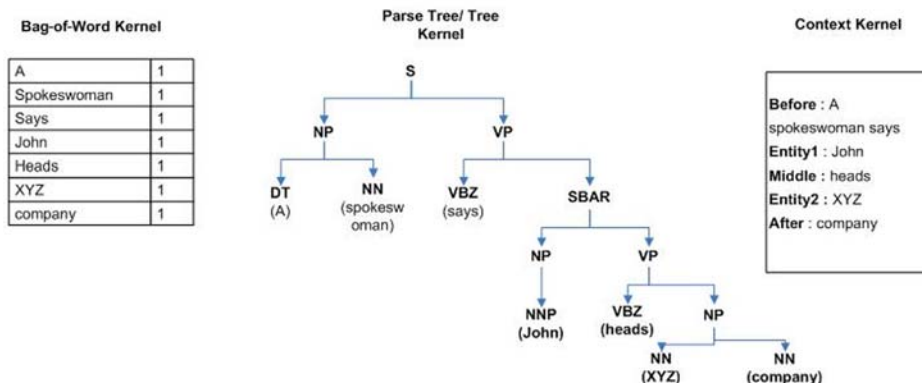 Bag-of-Word Kernel
A 1
Spokeswoman 1
Says 1
John 1
Heads 1
XYZ 1
company 1
Parse Tree/ Tree
Kernel
S
NP VP
DT NN VBZ SBAR
(A) (spokesw (says)
oman)
NP VP
NNP VBZ NP
(John) (heads)
NN NN
(XYZ) (company)
Context Kernel
Before : A
spokeswoman says
Entity1 : John
Middle : heads
Entity2 : XYZ
After : company